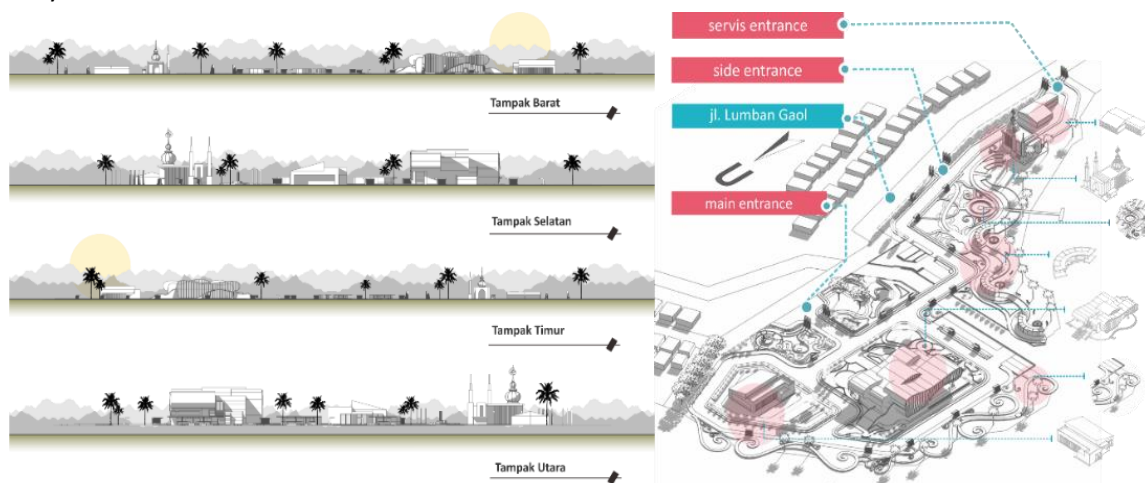 Tampak Barat
Tampak Selatan
Tampak Timur
Tampak Utara
servis entrance
side entrance
jl. Lumban Gaol
U
main entrance